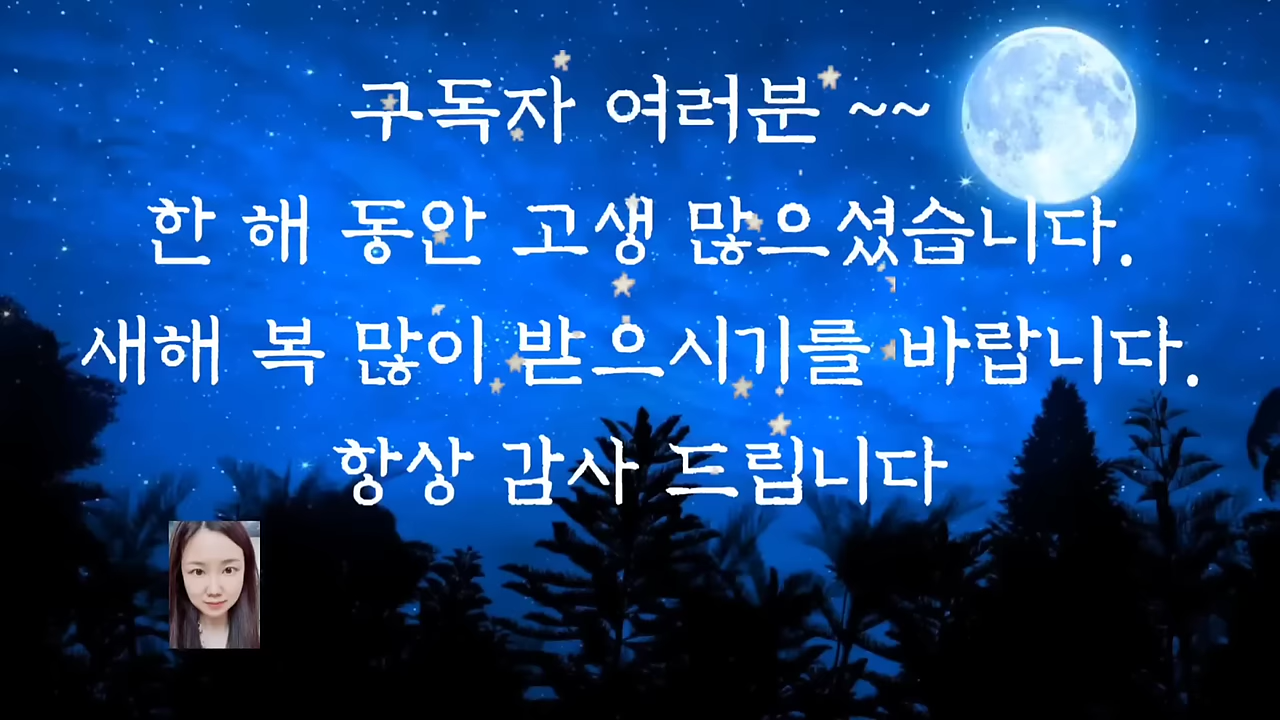 구독자 여러분 ~~
한 해 동안 고생 많으셨습니다.
새해 복 많이 받으시기를 바랍니다.
항상 감사 드립니다